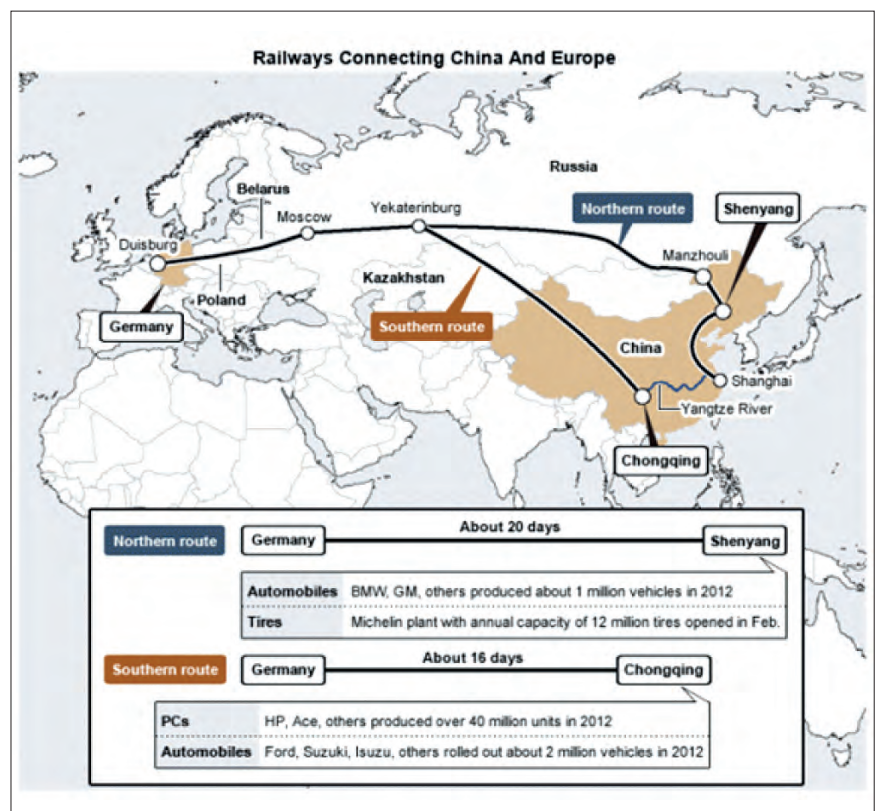 Railways Connecting China And Europe
Russia
Belarus
Moscow
Yekaterinburg
Northern route
Shenyang
Duisburg
Manzhouli
Kazakhstan
Poland
Germany
Southern route
China
Shanghai
Yangtze River
Chongqing
Northern route Germany About 20 days Shenyang
Automobiles BMW, GM, others produced about 1 million vehicles in 2012
Tires Michelin plant with annual capacity of 12 million tires opened in Feb.
Southern route Germany About 16 days Chongqing
PCs HP, Ace, others produced over 40 million units in 2012
Automobiles Ford, Suzuki, Isuzu, others rolled out about 2 million vehicles in 2012